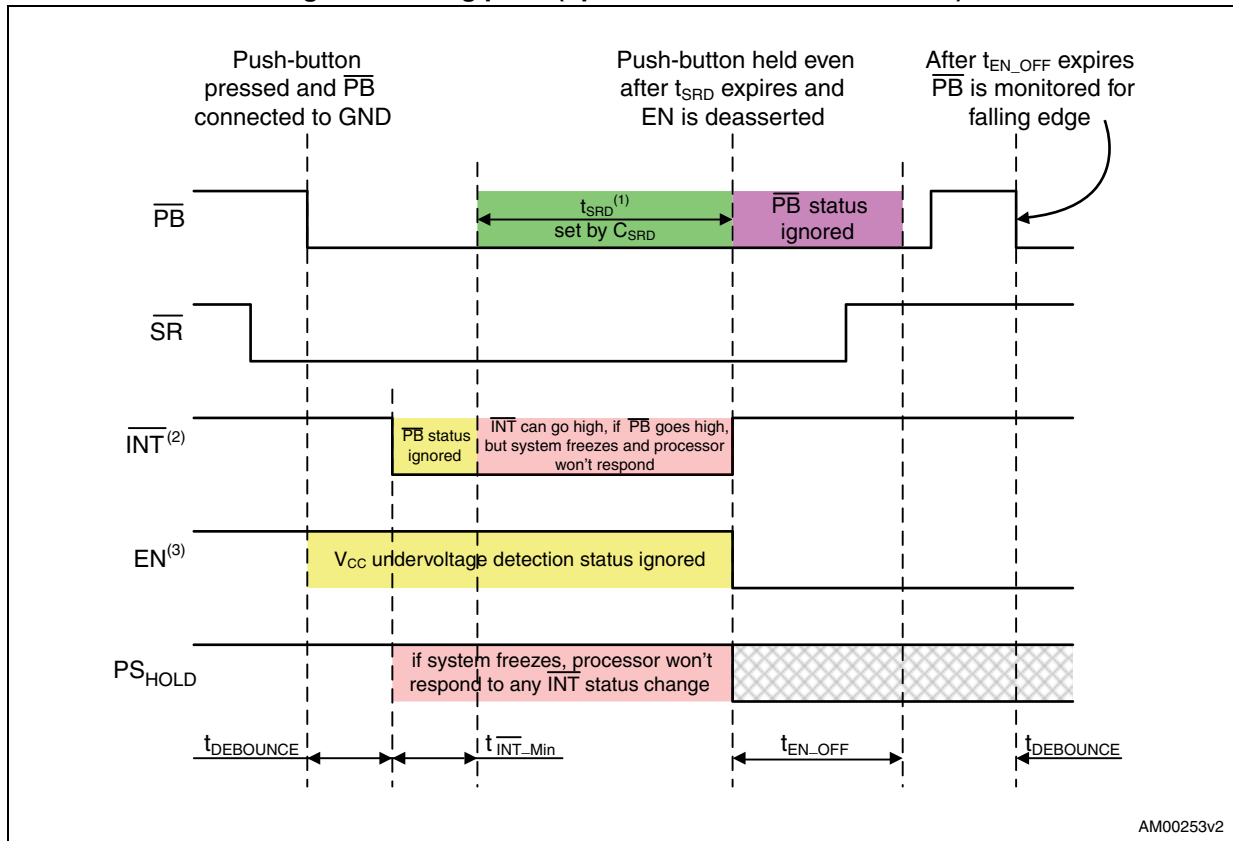 Push-button
pressed and PB
connected to GND
Push-button held even
after tSRD expires and
EN is deasserted
After tEN_OFF expires
PB is monitored for
falling edge
PB
tSRD(1)
set by CSRD
PB status
ignored
SR
INT(2)
PB status
ignored
INT can go high, if PB goes high,
but system freezes and processor
won't respond
EN(3)
VCC undervoltage detection status ignored
PSHOLD
if system freezes, processor won't
respond to any INT status change
tDEBOUNCE
tINT_Min
tEN_OFF
tDEBOUNCE
AM00253v2